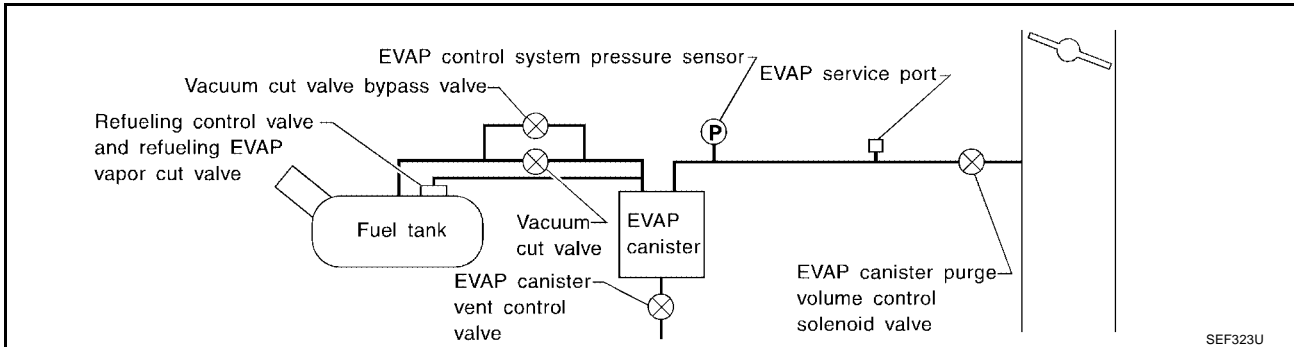 EVAP control system pressure sensor
EVAP service port
Vacuum cut valve bypass valve
Refueling control valve
and refueling EVAP
vapor cut valve
P
Fuel tank
Vacuum
cut valve
EVAP
canister
EVAP canister
vent control
valve
EVAP canister purge
volume control
solenoid valve
SEF323U